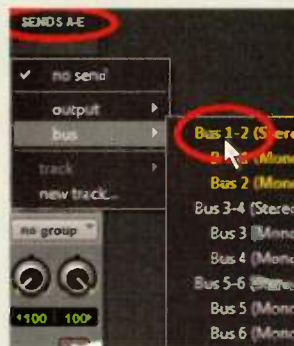 SENDS A-E
no send
output
bus
track
new track...
no group
Bus 1-2 (Stere
(Mono
Bus 2 (Mono
Bus 3-4 (Stereo
Bus 3 (Mono
Bus 4 (Mono
Bus 5-6
Bus 5 (Mono
Bus 6 (Mono
100 100